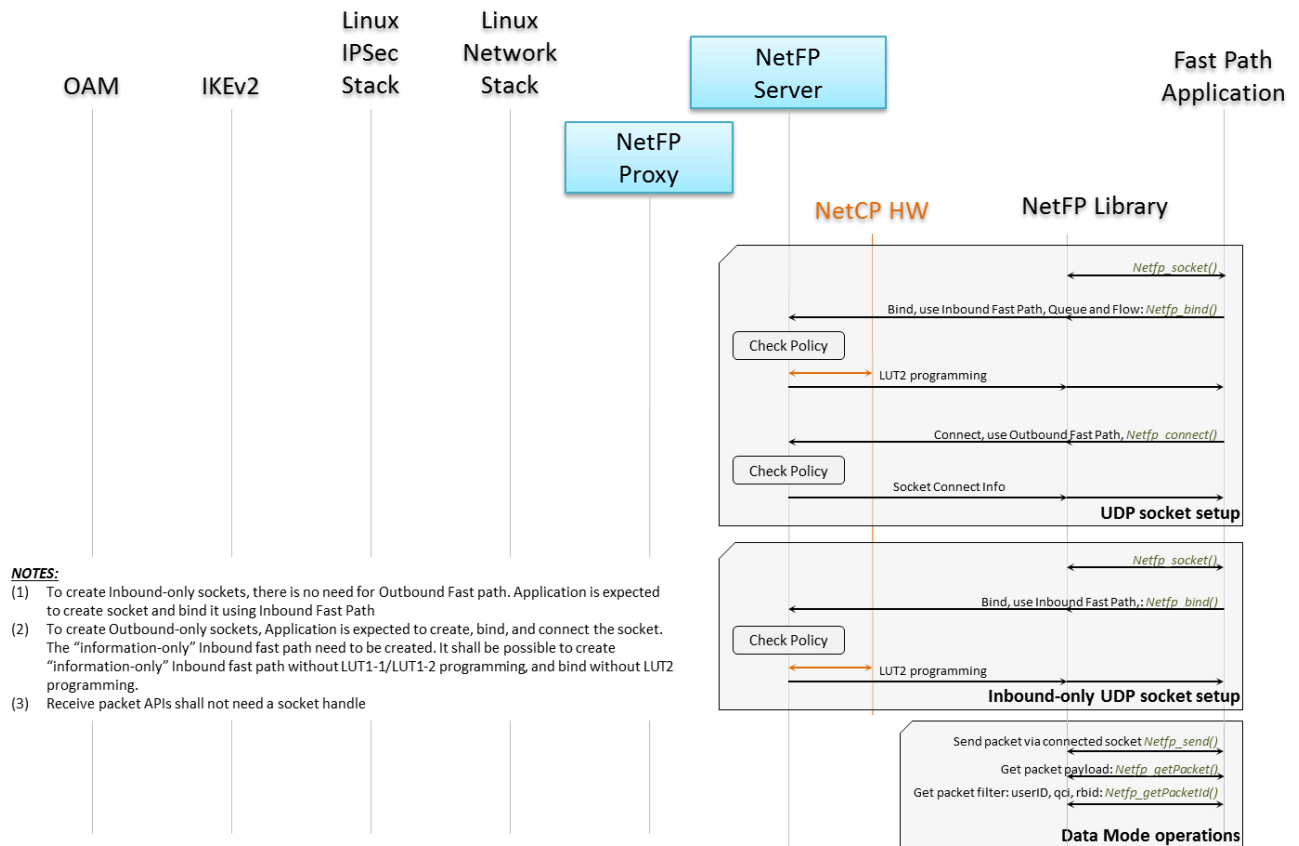 Linux
IPSec
Stack
Linux
Network
Stack
OAM
IKEv2
NetFP
Server
Fast Path
Application
NetFP
Proxy
NetCP HW
NetFP Library
Netfp_socket()
Bind, use Inbound Fast Path, Queue and Flow: Netfp_bind()
Check Policy
LUT2 programming
Connect, use Outbound Fast Path, Netfp_connect()
Check Policy
Socket Connect Info
UDP socket setup
Netfp_socket()
Bind, use Inbound Fast Path,: Netfp_bind()
Check Policy
LUT2 programming
Inbound-only UDP socket setup
NOTES:
(1) To create Inbound-only sockets, there is no need for Outbound Fast path. Application is expected
to create socket and bind it using Inbound Fast Path
(2) To create Outbound-only sockets, Application is expected to create, bind, and connect the socket.
The “information-only” Inbound fast path need to be created. It shall be possible to create
“information-only” Inbound fast path without LUT1-1/LUT1-2 programming, and bind without LUT2
programming.
(3) Receive packet APIs shall not need a socket handle
Send packet via connected socket Netfp_send()
Get packet payload: Netfp_getPacket()
Get packet filter: userID, qci, rbid: Netfp_getPacketId()
Data Mode operations